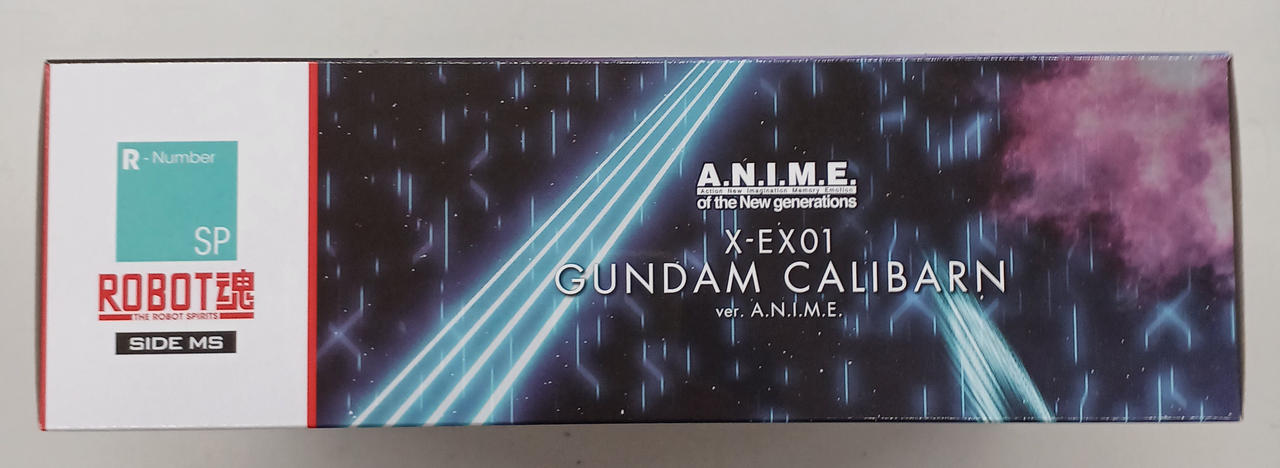 R - Number
SP
ROBOT魂
THE ROBOT SPIRITS
SIDE MS
A.N.I.M.E.
Action New Imagination Memory Emotion
of the New generations
X-EX01
GUNDAM CALIBARN
ver. A.N.I.M.E.